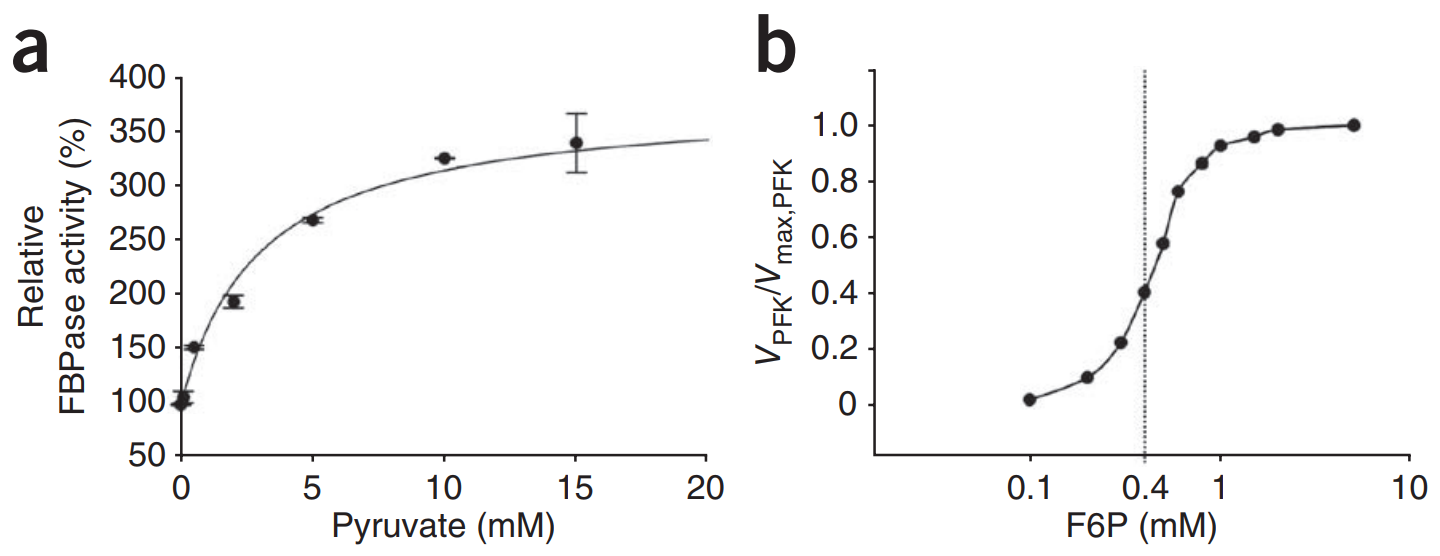 a
400
350
300
250
200
150
100
50
0 5 10 15 20
Pyruvate (mM)
Relative
FBPase activity (%)
b
1.0
0.8
0.6
0.4
0.2
0
0.1 0.4 1 10
F6P (mM)
VPFK/Vmax,PFK